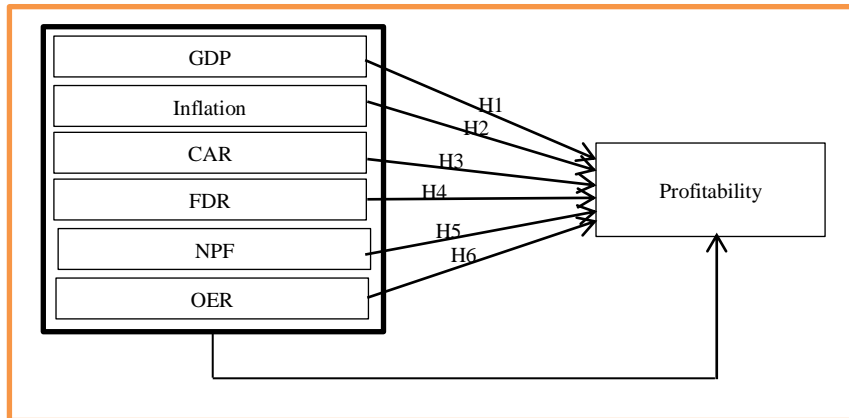 GDP
Inflation
CAR
FDR
NPF
OER
H1
H2
H3
H4
H5
H6
Profitability